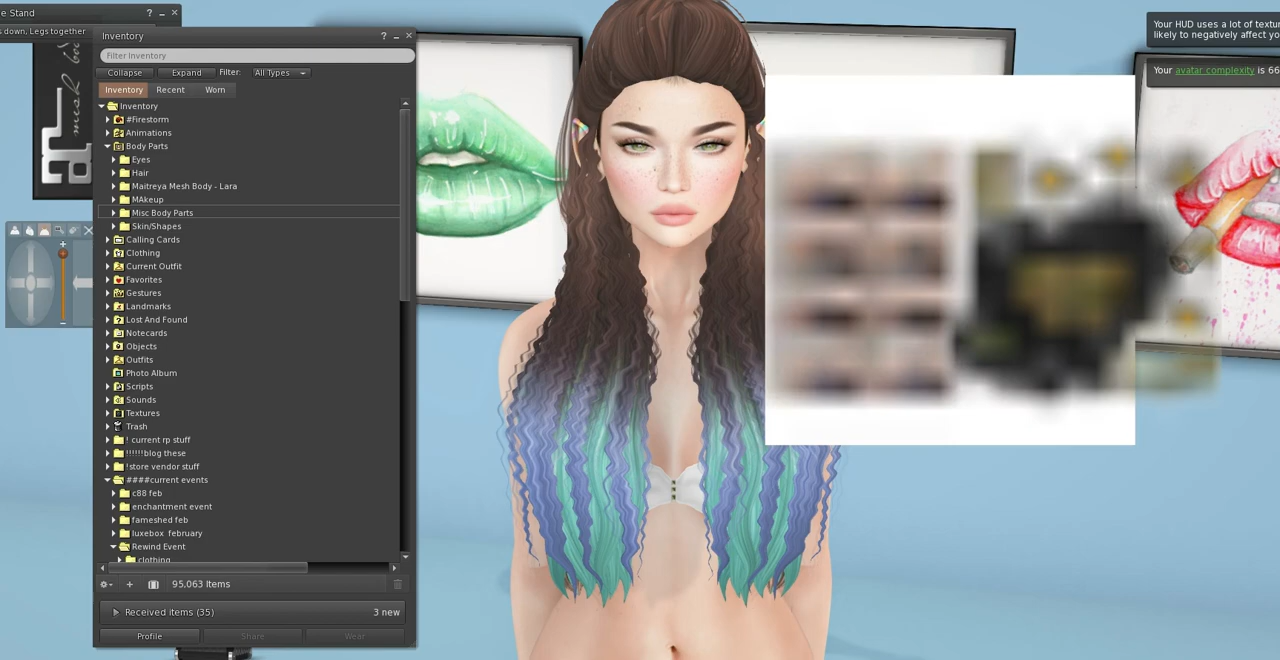 e Stand
s down, Legs together
mesh
Inventory
Filter Inventory
Collapse Expand Filter: All Types
Inventory Recent Worn
Inventory
#Firestorm
Animations
Body Parts
Eyes
Hair
Maitreya Mesh Body - Lara
MAkeup
Misc Body Parts
Skin/Shapes
Calling Cards
Clothing
Current Outfit
Favorites
Gestures
Landmarks
Lost And Found
Notecards
Objects
Outfits
Photo Album
Scripts
Sounds
Textures
Trash
! current rp stuff
!!!!!!blog these
!store vendor stuff
####current events
c88 feb
enchantment event
fameshed feb
luxebox february
Rewind Event
clothing
95,063 Items
Received items (35) 3 new
Profile Share Wear
Your HUD uses a lot of textur
likely to negatively affect yo
Your avatar complexity is 66